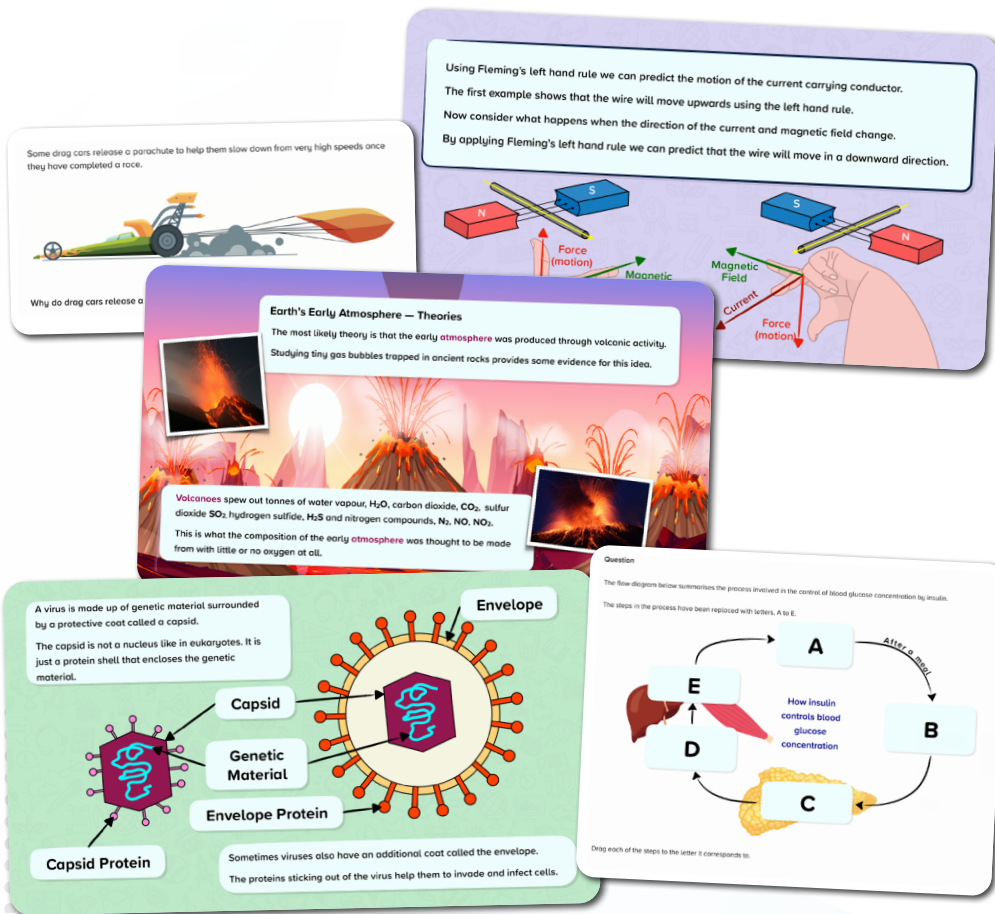 Using Fleming's left hand rule we can predict the motion of the current carrying conductor.
The first example shows that the wire will move upwards using the left hand rule.
Now consider what happens when the direction of the current and magnetic field change.
By applying Fleming's left hand rule we can predict that the wire will move in a downward direction.
N
S
Force
(motion)
Magnetic
S
N
Magnetic
Field
Current
Force
(motion)
Some drag cars release a parachute to help them slow down from very high speeds once
they have completed a race.
Why do drag cars release a
Earth's Early Atmosphere — Theories
The most likely theory is that the early atmosphere was produced through volcanic activity.
Studying tiny gas bubbles trapped in ancient rocks provides some evidence for this idea.
Volcanoes spew out tonnes of water vapour, H₂O, carbon dioxide, CO₂, sulfur
dioxide SO₂, hydrogen sulfide, H₂S and nitrogen compounds, N₂, NO, NO₂.
This is what the composition of the early atmosphere was thought to be made
from with little or no oxygen at all.
A virus is made up of genetic material surrounded
by a protective coat called a capsid.
The capsid is not a nucleus like in eukaryotes. It is
just a protein shell that encloses the genetic
material.
Envelope
Capsid
Genetic
Material
Envelope Protein
Capsid Protein
Sometimes viruses also have an additional coat called the envelope.
The proteins sticking out of the virus help them to invade and infect cells.
Question
The flow diagram below summarises the process involved in the control of blood glucose concentration by insulin.
The steps in the process have been replaced with letters, A to E.
A
After a meal
B
C
D
E
How insulin
controls blood
glucose
concentration
Drag each of the steps to the letter it corresponds to.